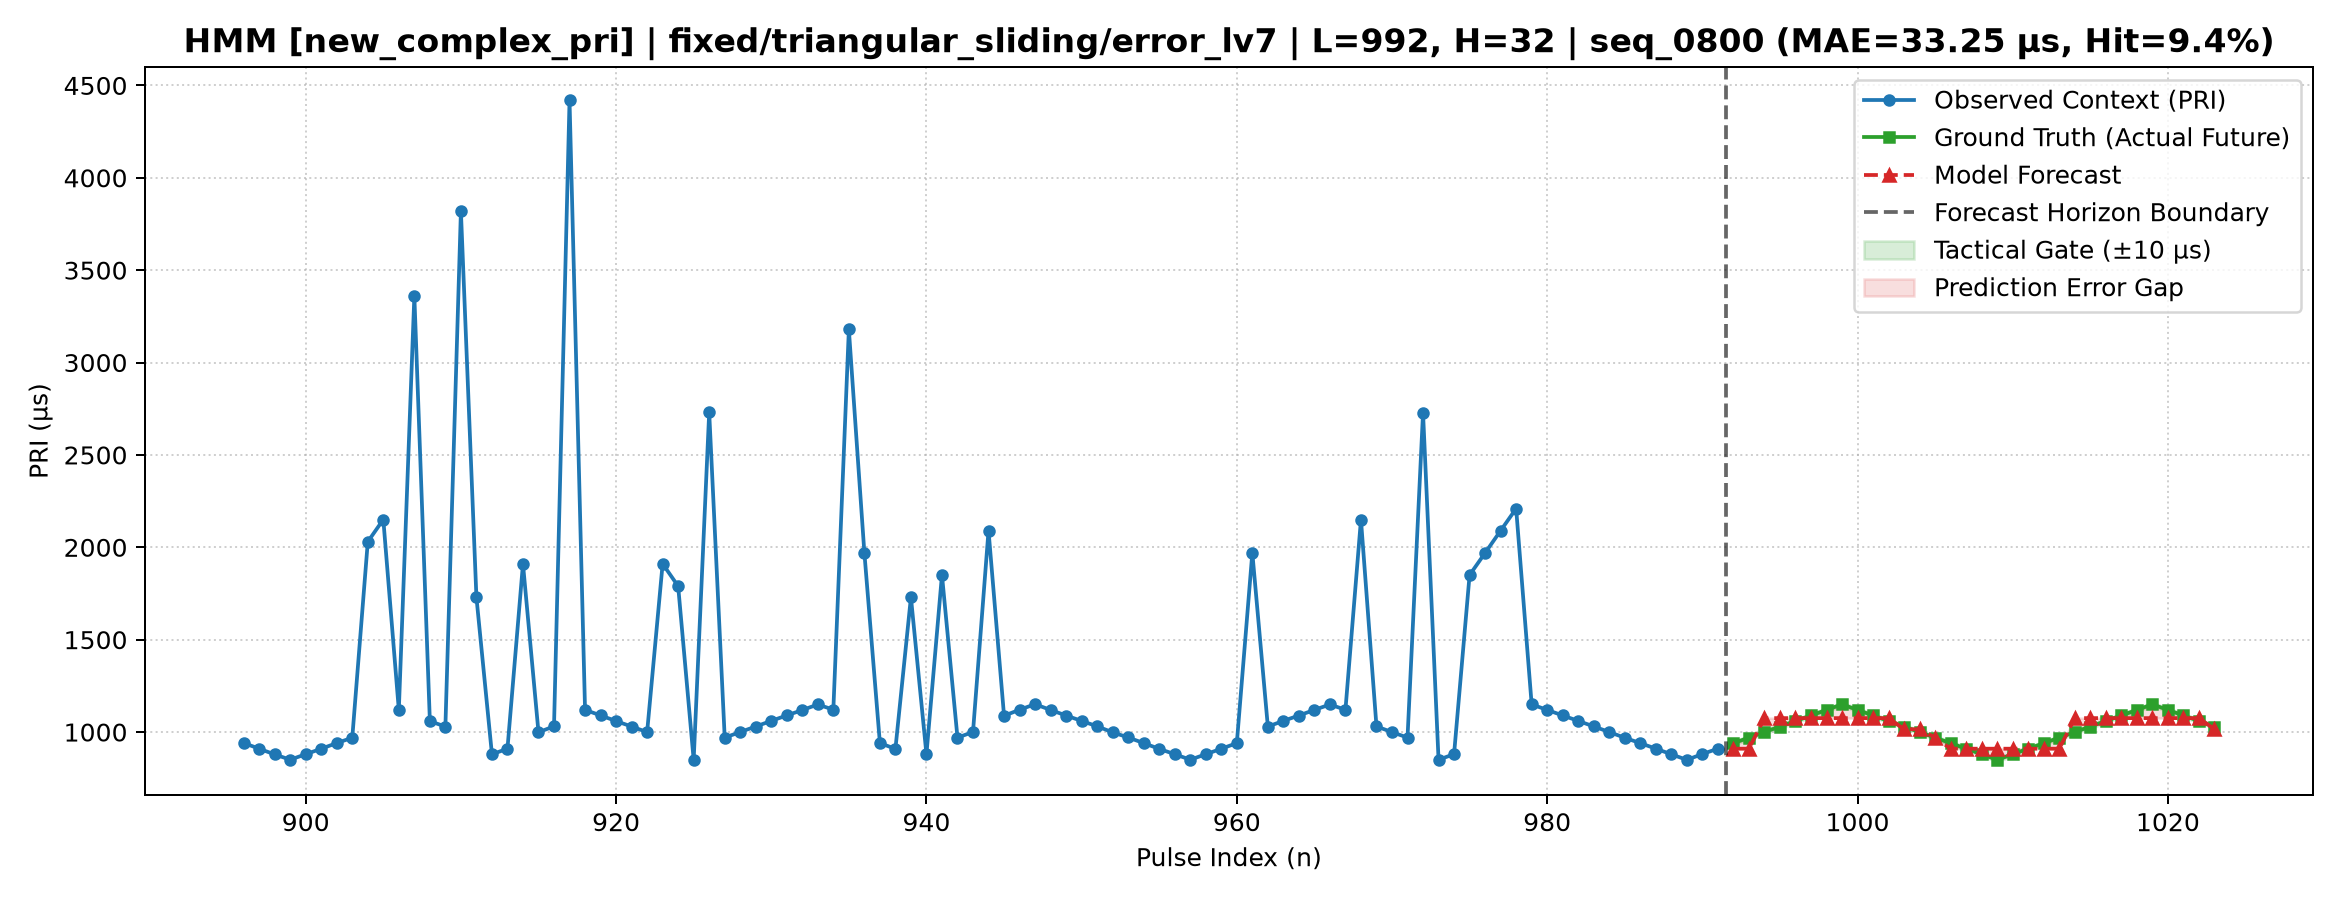 HMM [new_complex_pri] | fixed/triangular_sliding/error_lv7 | L=992, H=32 | seq_0800 (MAE=33.25 µs, Hit=9.4%)
4500
4000
3500
3000
2500
2000
1500
1000
PRI (µs)
Observed Context (PRI)
Ground Truth (Actual Future)
Model Forecast
Forecast Horizon Boundary
Tactical Gate (±10 µs)
Prediction Error Gap
900
920
940
960
980
1000
1020
Pulse Index (n)